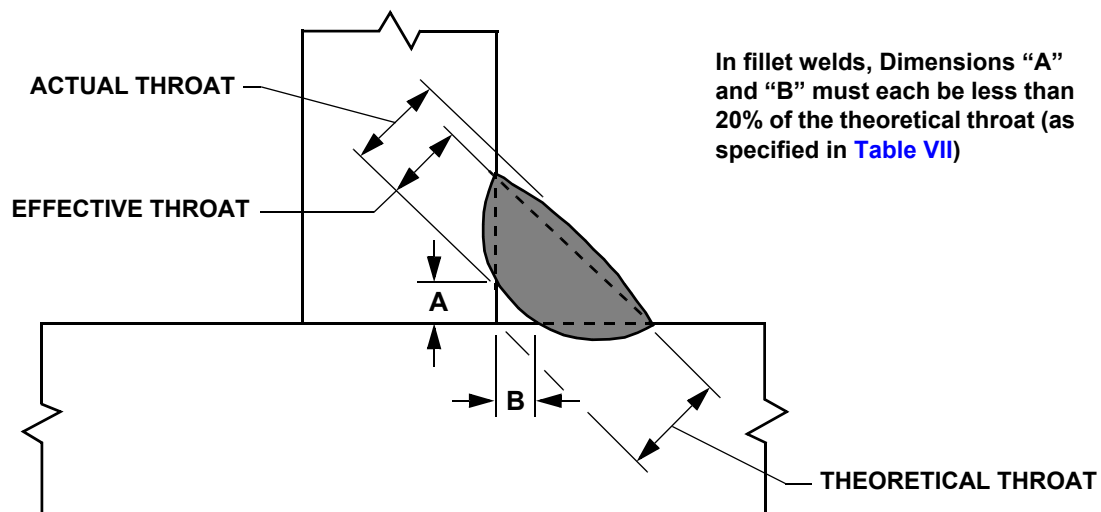 In fillet welds, Dimensions “A”
and “B” must each be less than
20% of the theoretical throat (as
specified in Table VII)
ACTUAL THROAT
EFFECTIVE THROAT
A
B
THEORETICAL THROAT